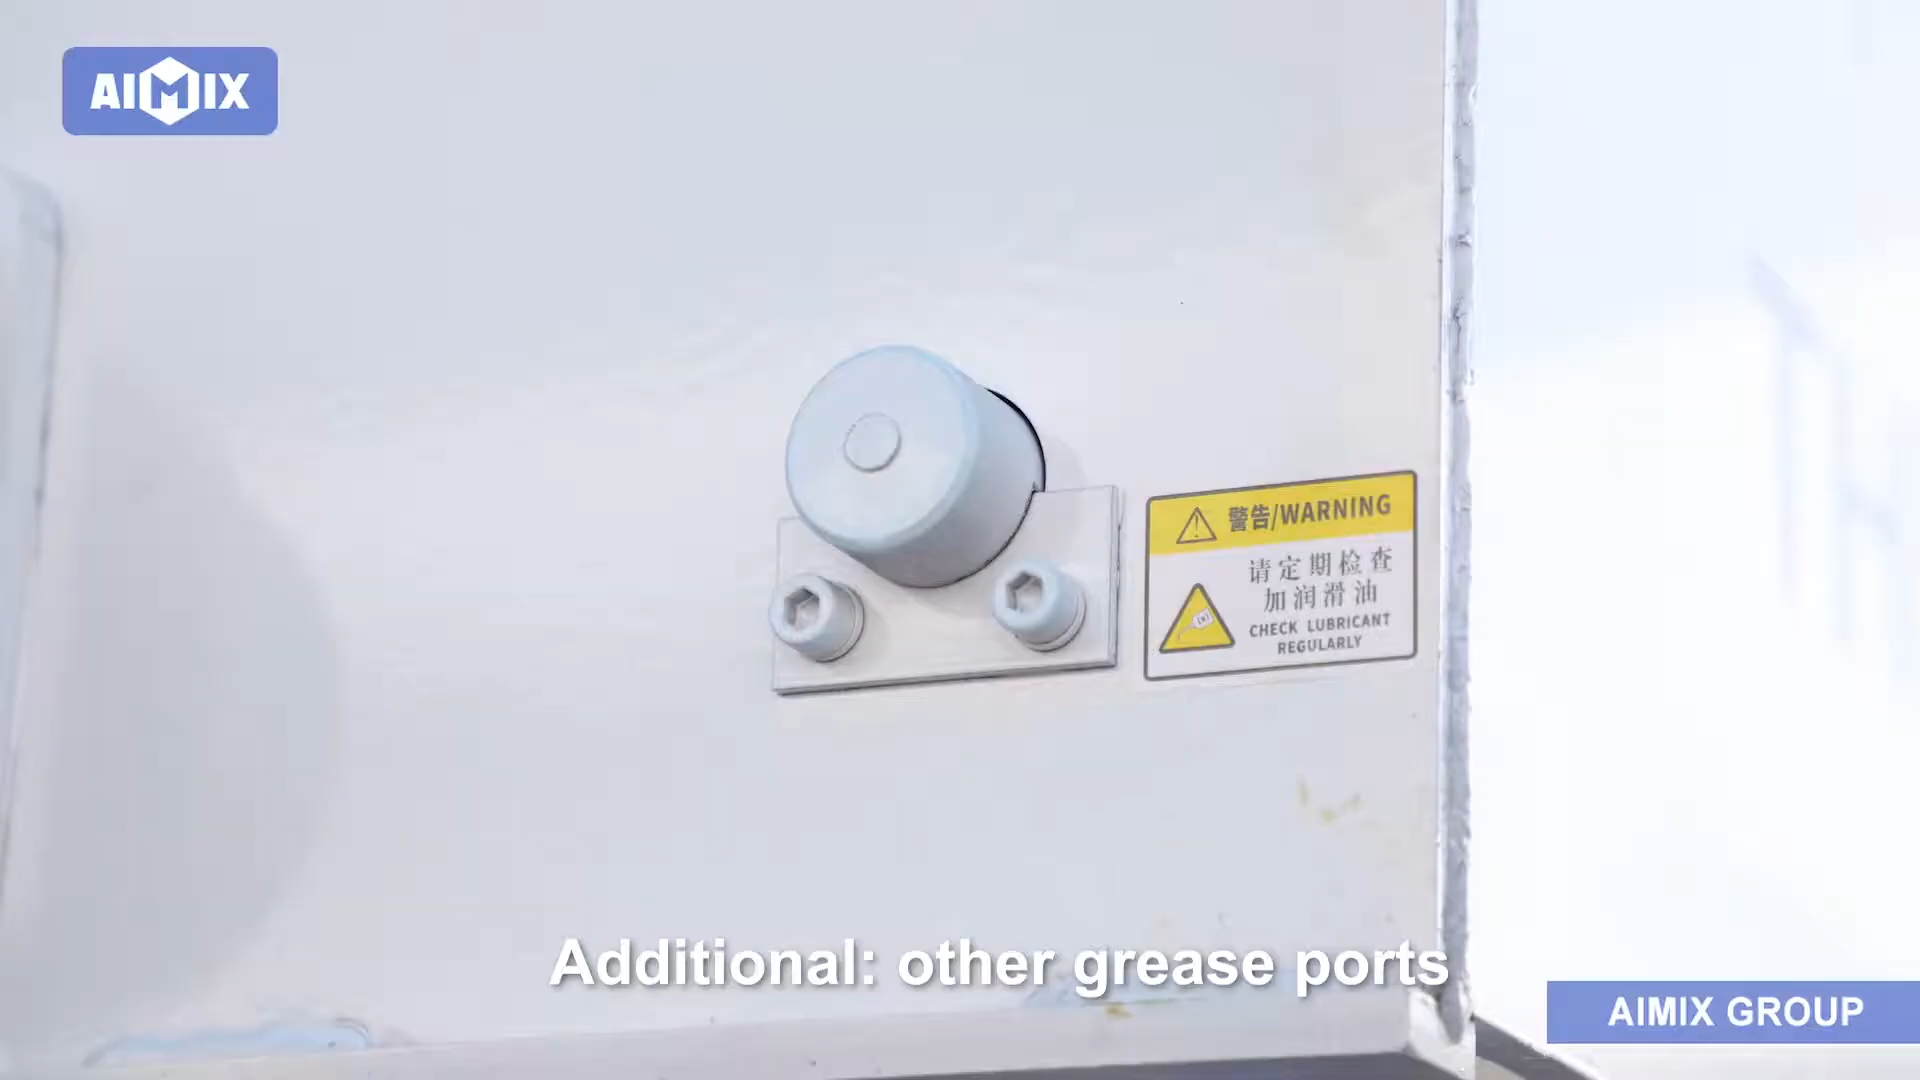 AIMIX
警告/WARNING
请定期检查
加润滑油
CHECK LUBRICANT
REGULARLY
Additional: other grease ports
AIMIX GROUP